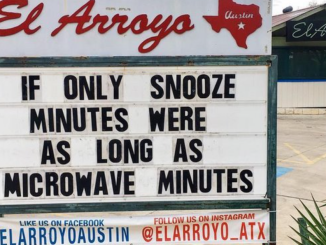 El Arroyo
Austin
IF ONLY SNOOZE
MINUTES WERE
AS LONG AS
MICROWAVE MINUTES
LIKE US ON FACEBOOK
/ELARROYOAUSTIN
FOLLOW US ON INSTAGRAM
@ELARROYO_ATX